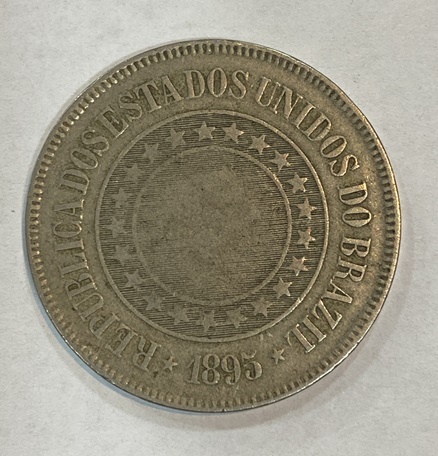 REPUBLICA DOS ESTADOS UNIDOS DO BRAZIL
* 1895 *